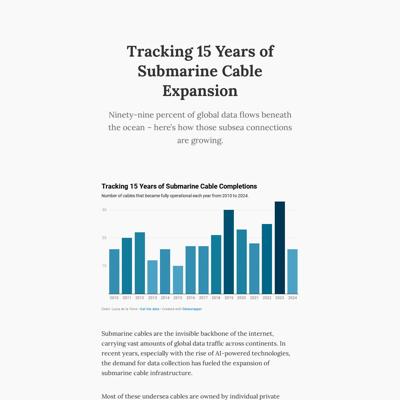 Tracking 15 Years of
Submarine Cable
Expansion
Ninety-nine percent of global data flows beneath
the ocean – here's how those subsea connections
are growing.
Tracking 15 Years of Submarine Cable Completions
Number of cables that became fully operational each year from 2010 to 2024.
30
20
10
2010 2011 2012 2013 2014 2015 2016 2017 2018 2019 2020 2021 2022 2023 2024
Get the data • Created with Datawrapper
Submarine cables are the invisible backbone of the internet,
carrying vast amounts of global data traffic across continents. In
recent years, especially with the rise of AI-powered technologies,
the demand for data collection has fueled the expansion of
submarine cable infrastructure.
Most of these undersea cables are owned by individual private